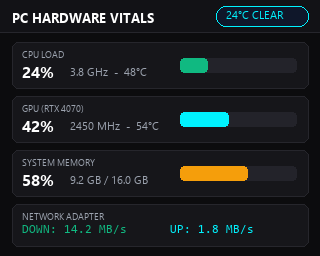 PC HARDWARE VITALS 24°C CLEAR
CPU LOAD
24% 3.8 GHz - 48°C
GPU (RTX 4070)
42% 2450 MHz - 54°C
SYSTEM MEMORY
58% 9.2 GB / 16.0 GB
NETWORK ADAPTER
DOWN: 14.2 MB/s UP: 1.8 MB/s